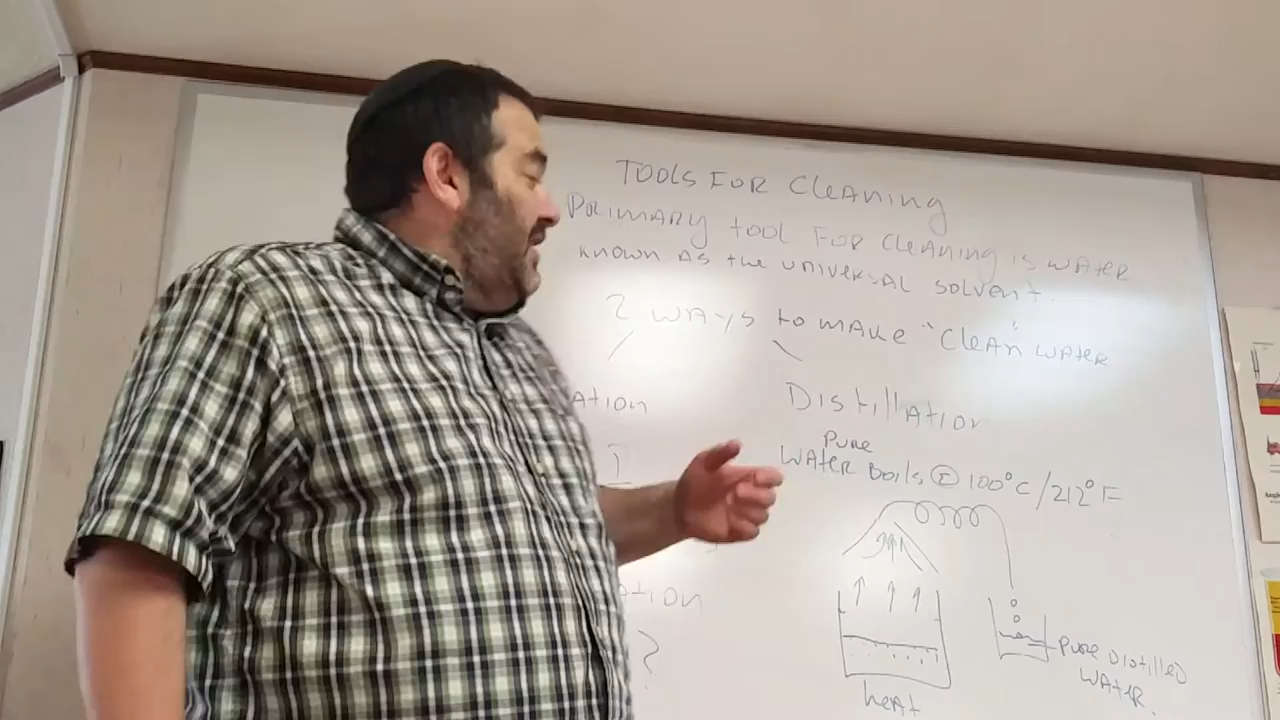 TOOLS FOR CLEANING
PRIMARY TOOL FOR CLEANING IS WATER
KNOWN AS THE UNIVERSAL SOLVENT.
2 WAYS TO MAKE "CLEAN" WATER
ATION
DISTILLATION
PURE
WATER BOILS @ 100°C/212°F
ATION
?
PURE DISTILLED
WATER.
HEAT